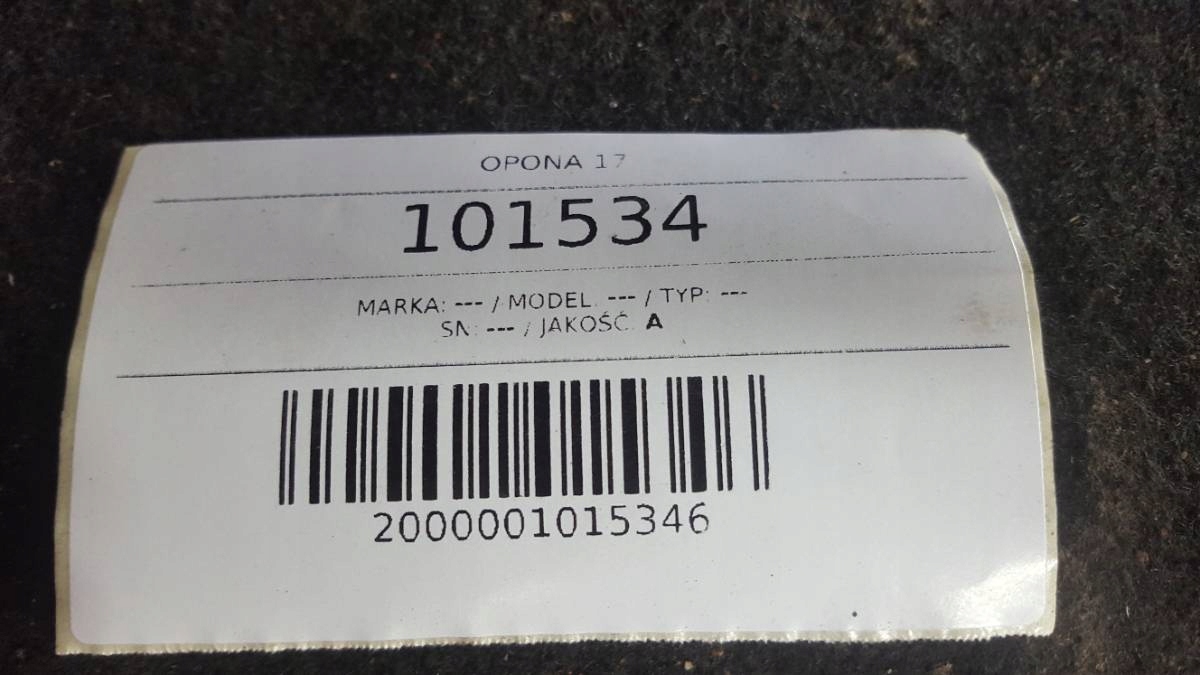 OPONA 17
101534
MARKA: --- / MODEL: --- / TYP: ---
SN: --- / JAKOŚĆ: A
2000001015346